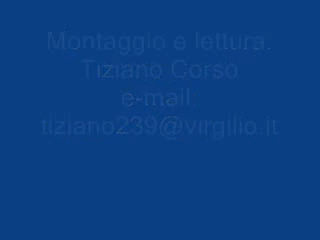 Montaggio e lettura:
Tiziano Corso
e-mail:
tiziano239@virgilio.it